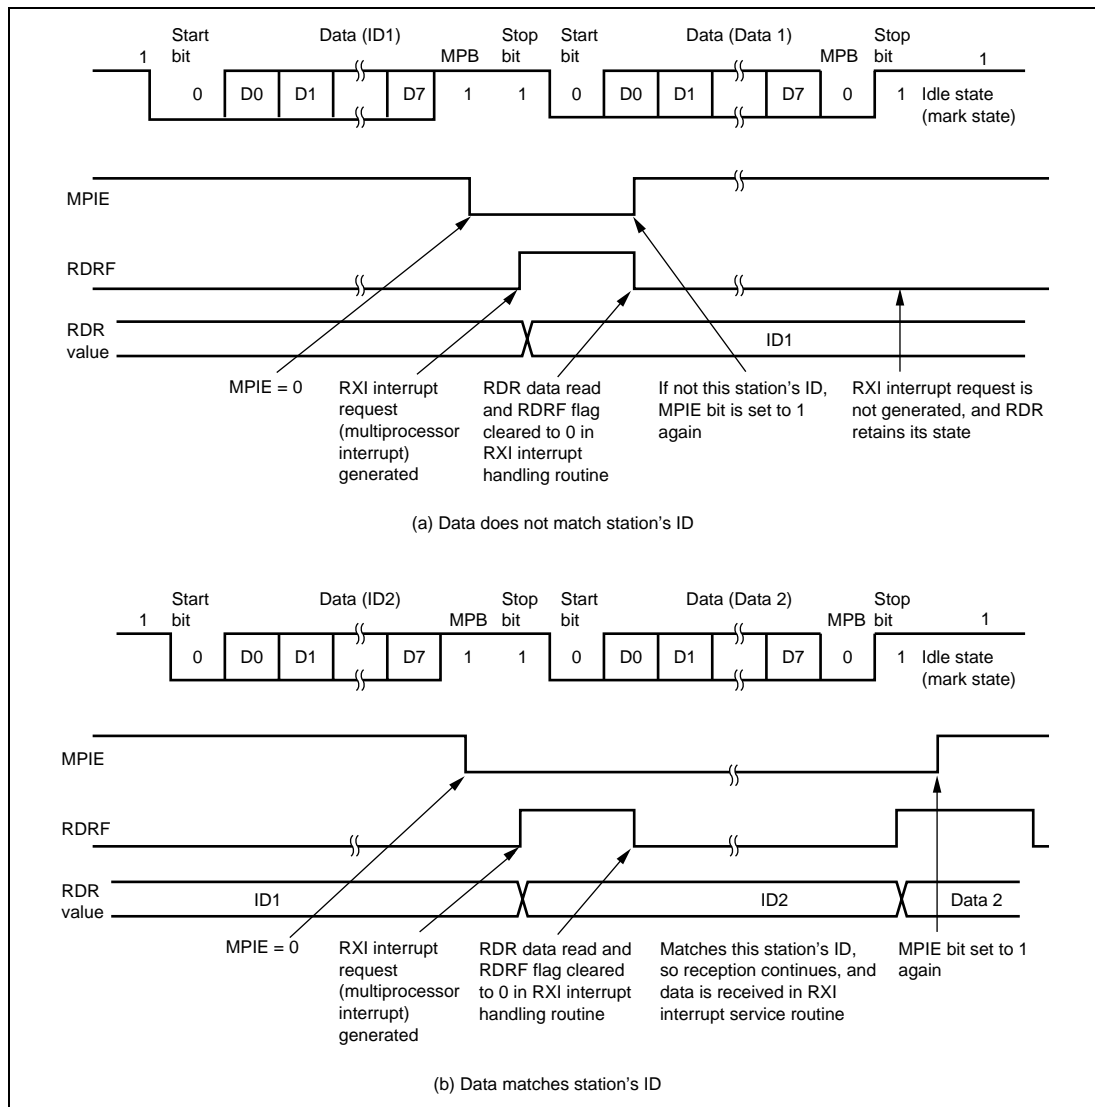 Start Data (ID1) Stop Start Data (Data 1) Stop
1 bit MPB bit bit MPB bit 1
0 D0 D1 D7 1 1 0 D0 D1 D7 0 1 Idle state
(mark state)
MPIE
RDRF
RDR
value
ID1
MPIE = 0
RXI interrupt
request
(multiprocessor
interrupt)
generated
RDR data read
and RDRF flag
cleared to 0 in
RXI interrupt
handling routine
If not this station's ID,
MPIE bit is set to 1
again
RXI interrupt request is
not generated, and RDR
retains its state
(a) Data does not match station's ID
Start Data (ID2) Stop Start Data (Data 2) Stop
1 bit MPB bit bit MPB bit 1
0 D0 D1 D7 1 1 0 D0 D1 D7 0 1 Idle state
(mark state)
MPIE
RDRF
RDR
value
ID1 ID2 Data 2
MPIE = 0
RXI interrupt
request
(multiprocessor
interrupt)
generated
RDR data read and
RDRF flag cleared
to 0 in RXI interrupt
handling routine
Matches this station's ID,
so reception continues, and
data is received in RXI
interrupt service routine
MPIE bit set to 1
again
(b) Data matches station's ID